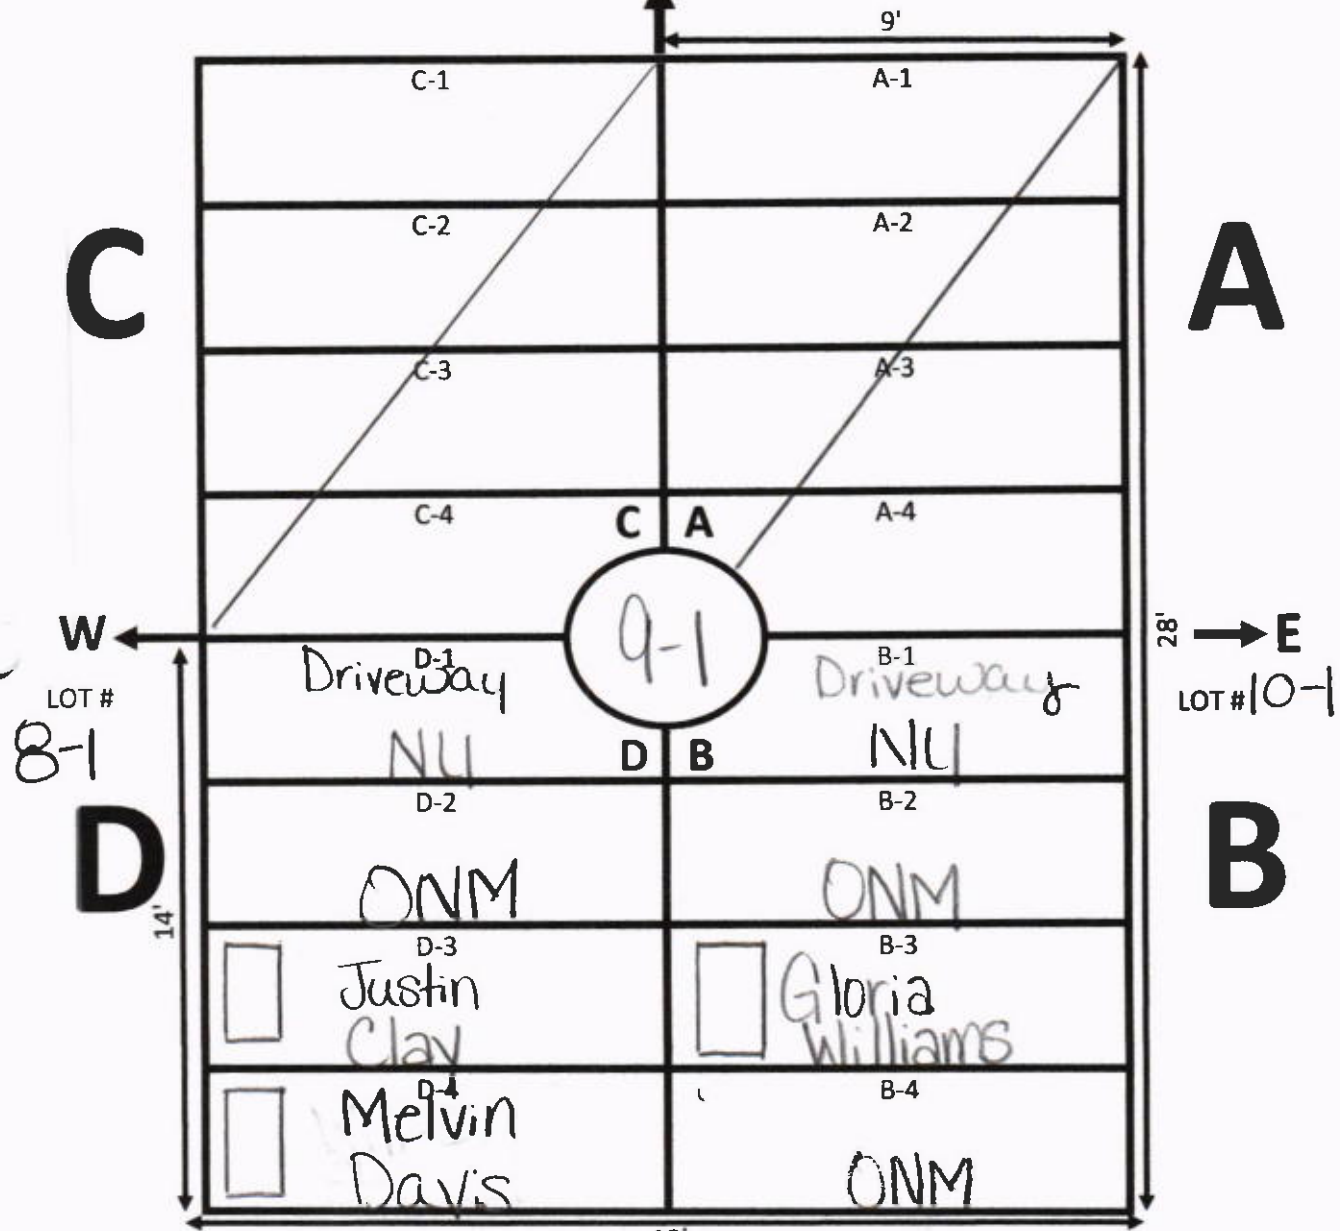 9'
C-1 A-1
C-2 A-2
C A
C-3 A-3
C-4 C A A-4
W 9-1 28' E
D-1 B-1
Driveway Driveway
LOT # LOT # 10-1
8-1 NU D B NU
D-2 B-2
D B
ONM ONM
14'
D-3 B-3
Justin Gloria
Clay Williams
D-4 B-4
Melvin
Davis ONM